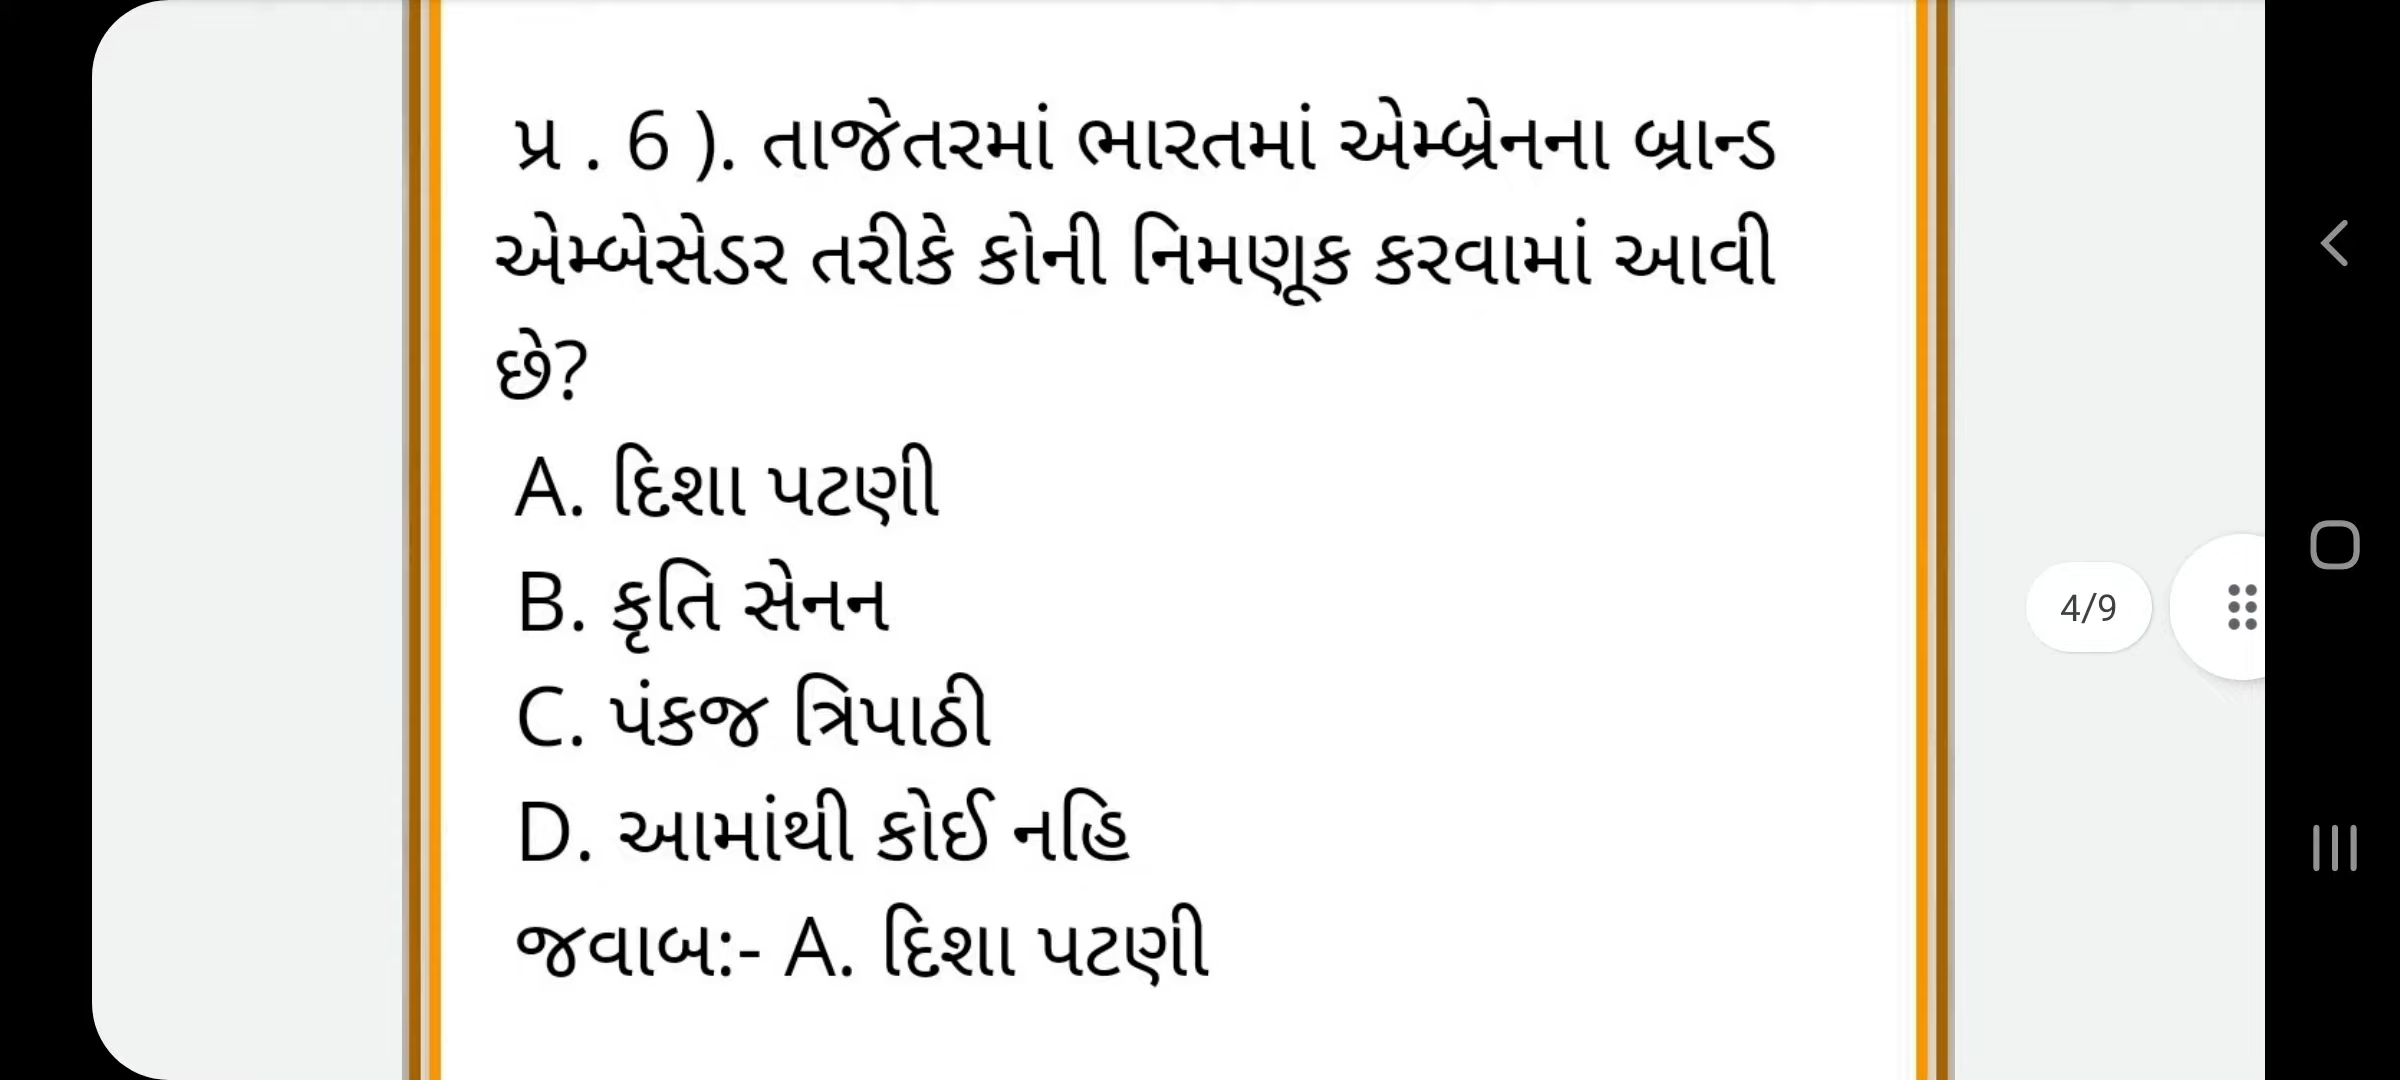 પ્ર . 6 ). તાજેતરમાં ભારતમાં એમ્બ્રેનના બ્રાન્ડ
એમ્બેસેડર તરીકે કોની નિમણૂક કરવામાં આવી
છે?
A. દિશા પટણી
B. કૃતિ સેનન
C. પંકજ ત્રિપાઠી
D. આમાંથી કોઈ નહિ
જવાબ:- A. દિશા પટણી
4/9